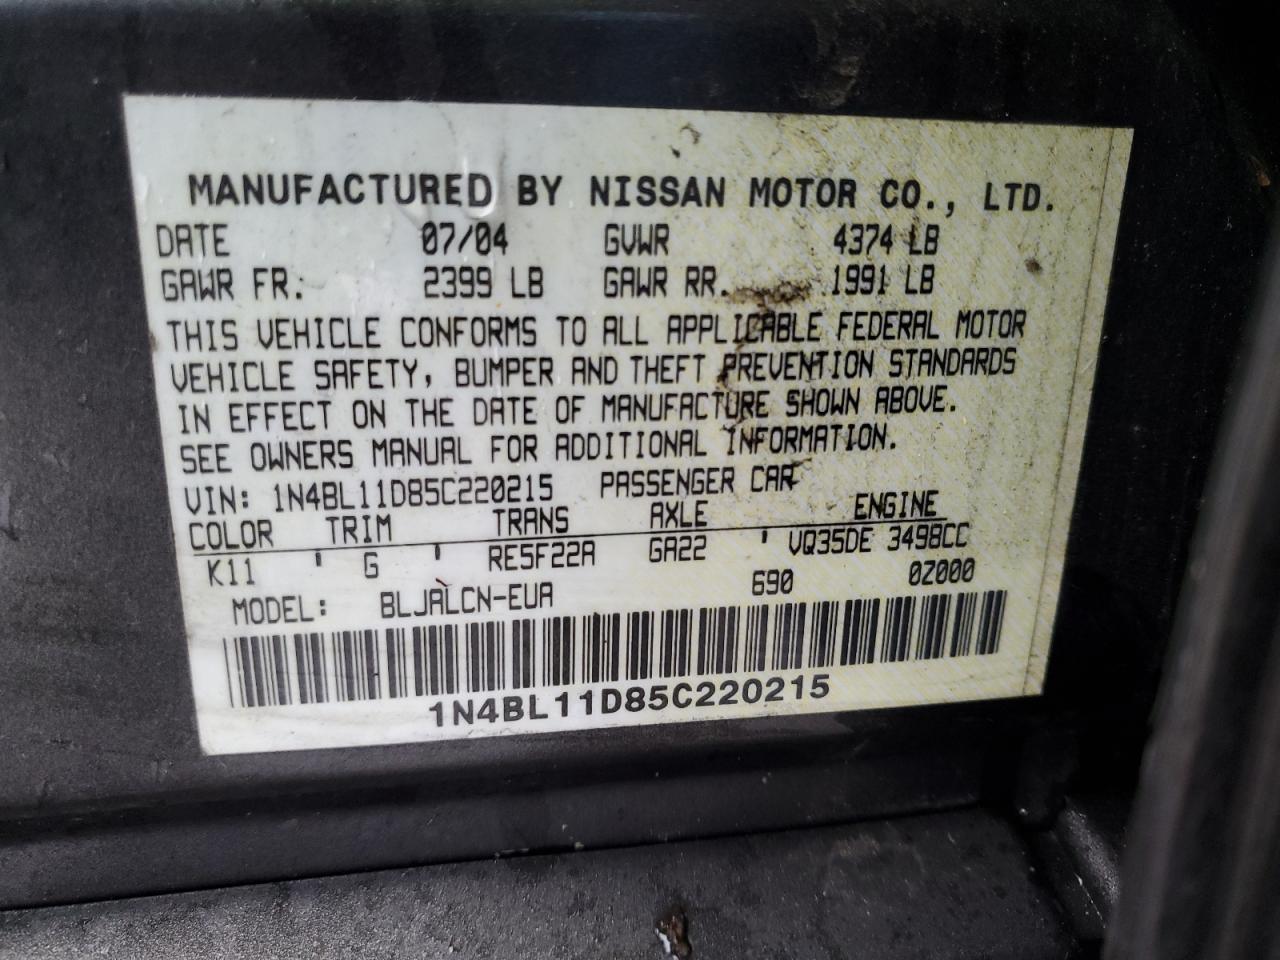 MANUFACTURED BY NISSAN MOTOR CO., LTD.
DATE 07/04 GVWR 4374 LB
GAWR FR. 2399 LB GAWR RR. 1991 LB
THIS VEHICLE CONFORMS TO ALL APPLICABLE FEDERAL MOTOR
VEHICLE SAFETY, BUMPER AND THEFT PREVENTION STANDARDS
IN EFFECT ON THE DATE OF MANUFACTURE SHOWN ABOVE.
SEE OWNERS MANUAL FOR ADDITIONAL INFORMATION.
VIN: 1N4BL11D85C220215 PASSENGER CAR
COLOR TRIM TRANS AXLE ENGINE
K11 ' G ' RE5F22A GA22 ' VQ35DE 3498CC
MODEL: BLJALCN-EUA 690 0Z000
1N4BL11D85C220215